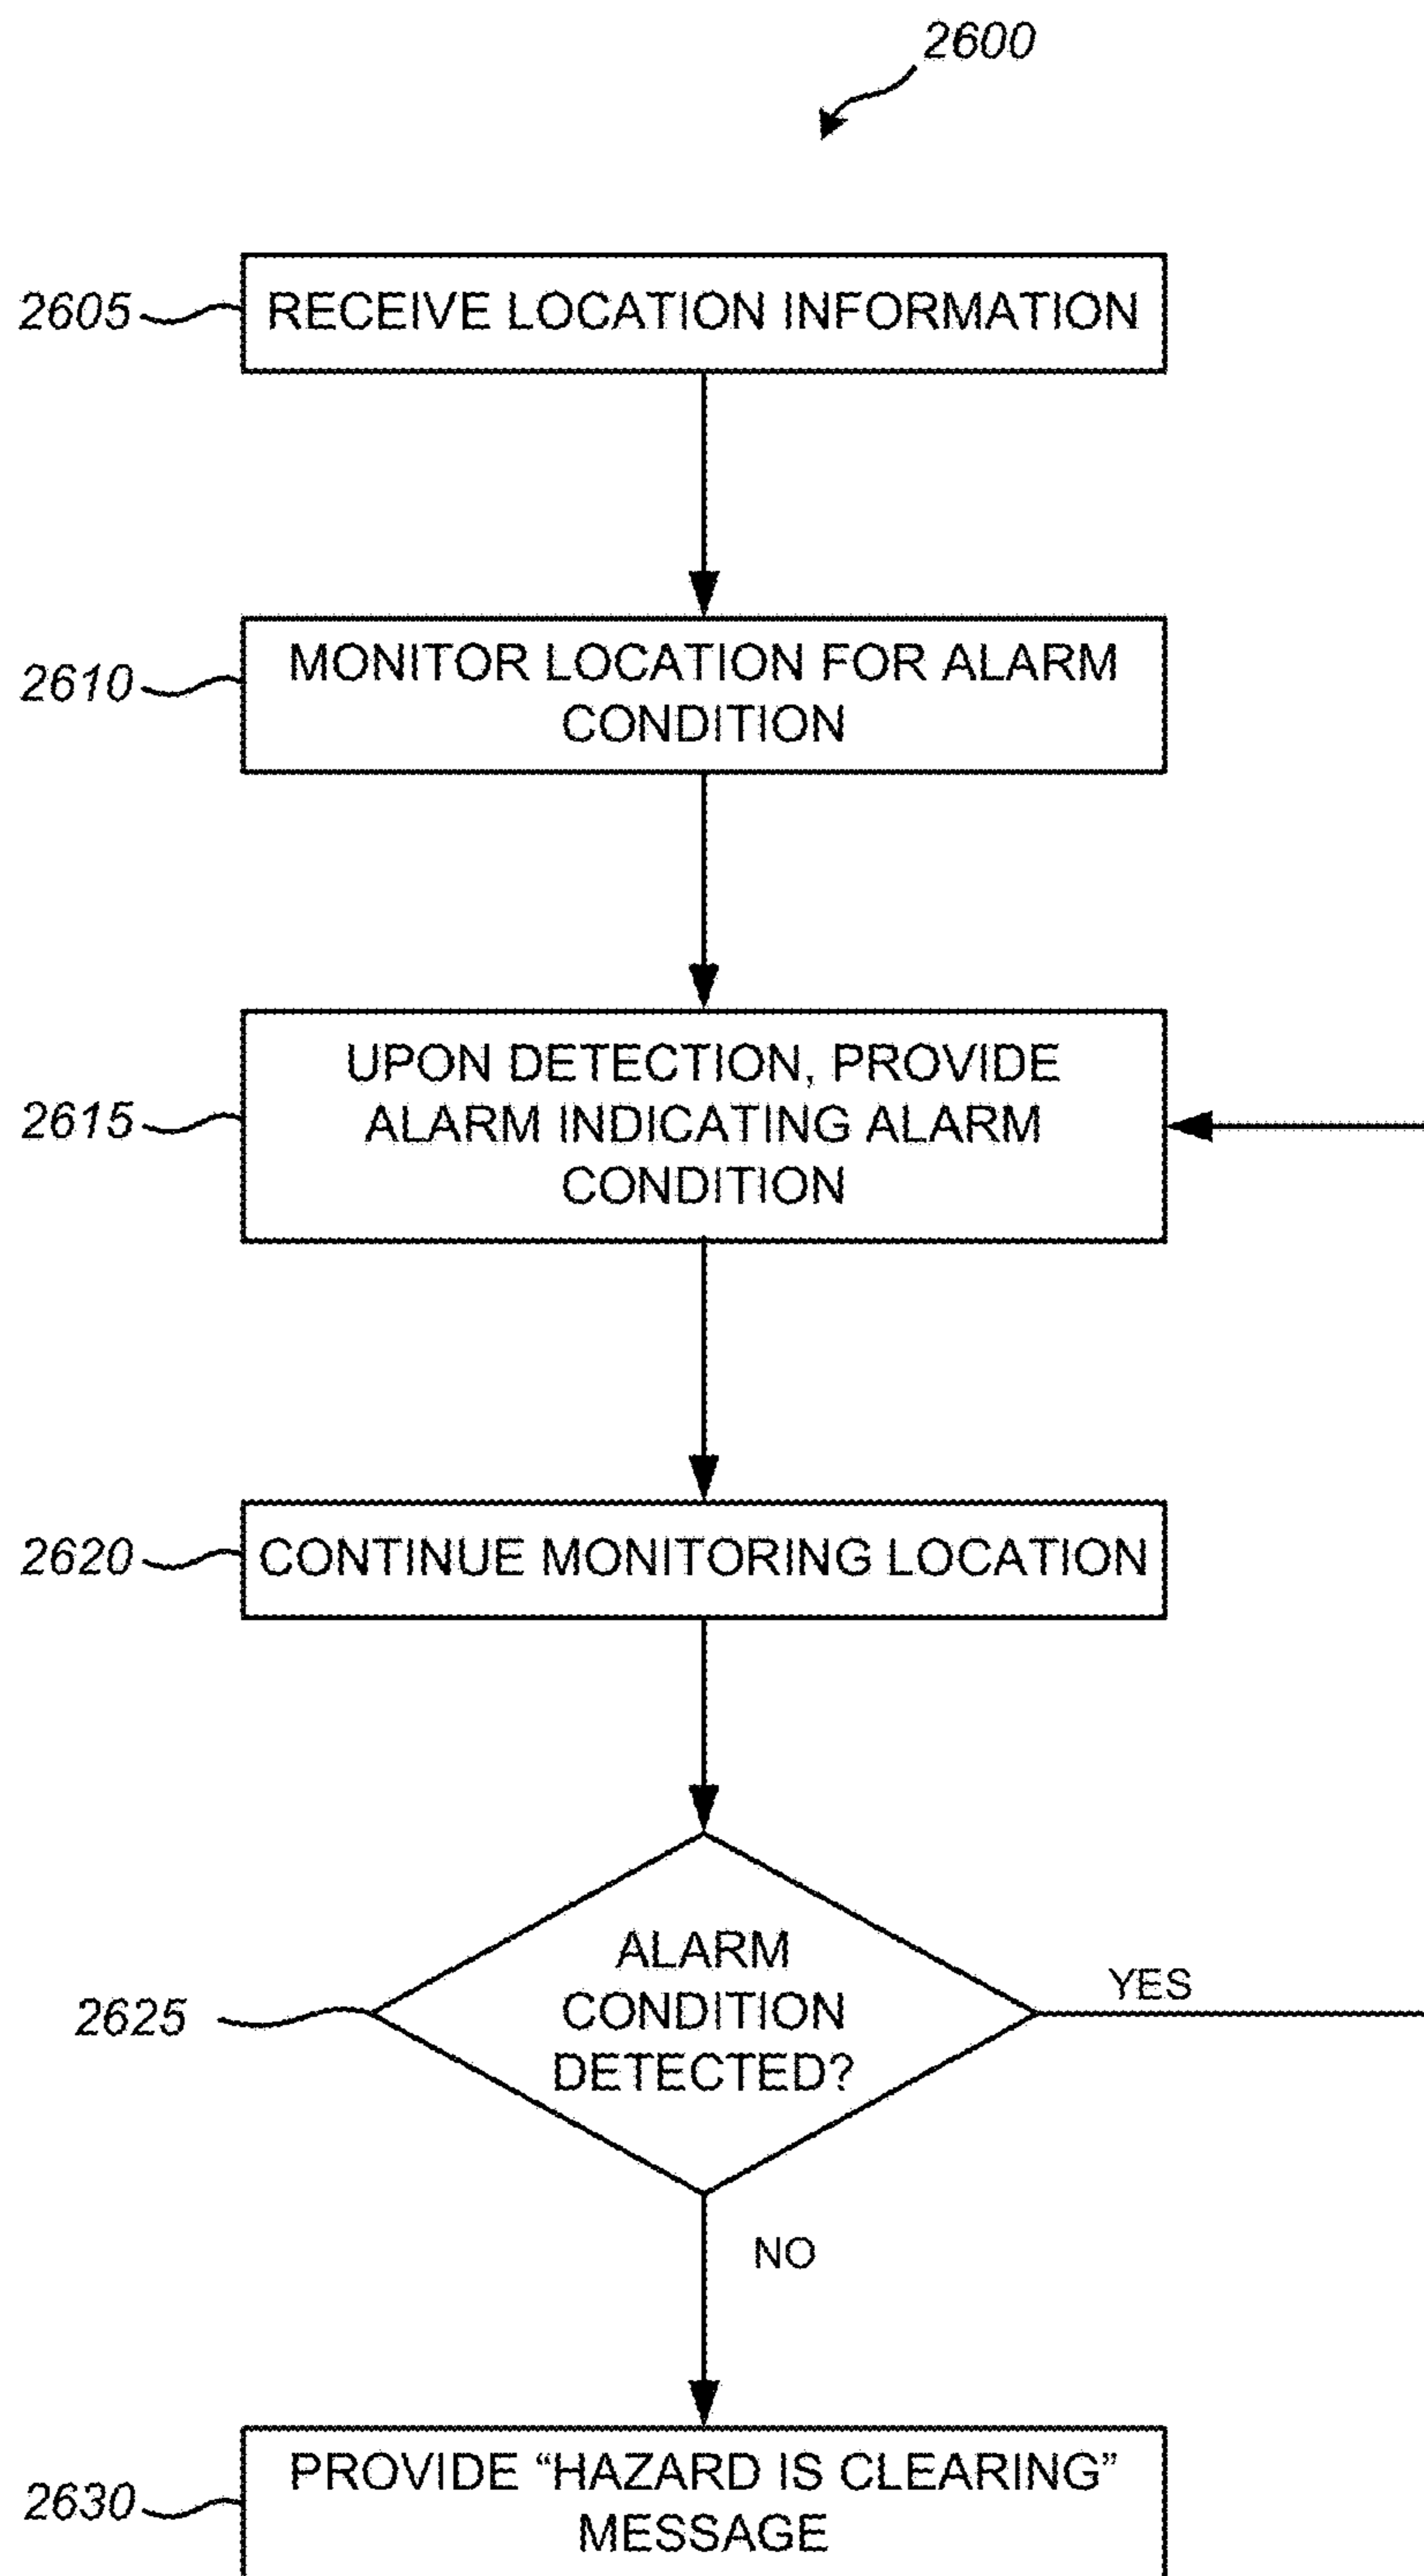 2600
2605
RECEIVE LOCATION INFORMATION
2610
MONITOR LOCATION FOR ALARM
CONDITION
2615
UPON DETECTION, PROVIDE
ALARM INDICATING ALARM
CONDITION
2620
CONTINUE MONITORING LOCATION
2625
ALARM
CONDITION
DETECTED?
YES
NO
2630
PROVIDE “HAZARD IS CLEARING”
MESSAGE